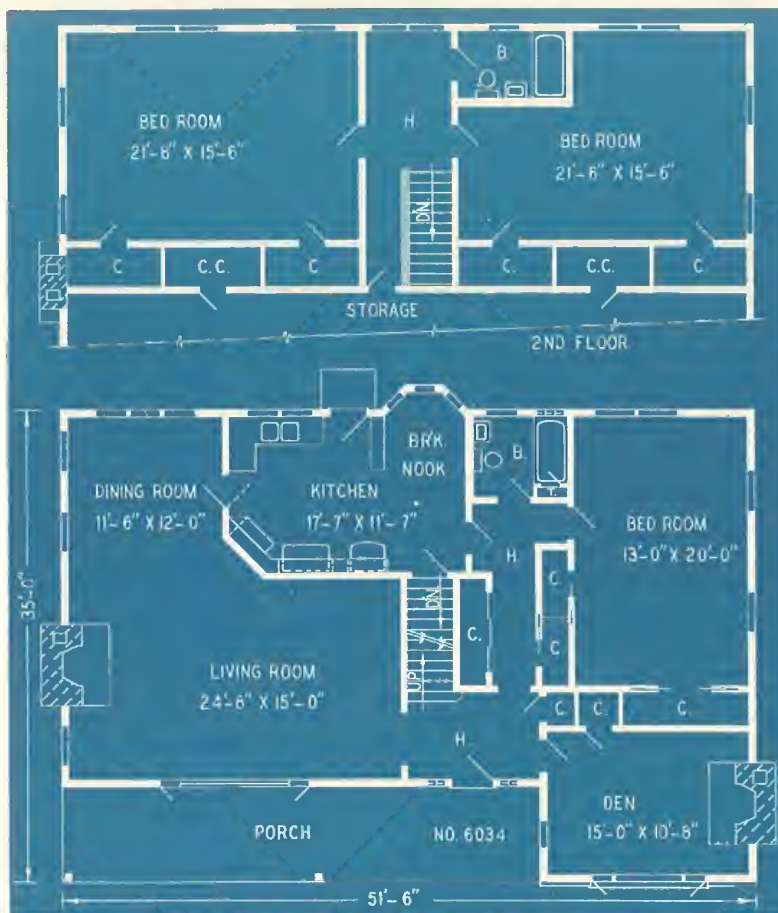 B.
BED ROOM
21'-8" X 15'-6"
H.
BED ROOM
21'-6" X 15'-6"
DN.
C
C.C.
C
C.
C.C.
C
STORAGE
2ND FLOOR
BR'K.
NOOK
B.
DINING ROOM
11'-6" X 12'-0"
KITCHEN
17'-7" X 11'-7"
T.
BED ROOM
13'-0" X 20'-0"
H.
35'-0"
DN.
C.
C.
C
UP
LIVING ROOM
24'-6" X 15'-0"
C.
C.
C.
H.
DEN
15'-0" X 10'-8"
PORCH
NO. 6034
51'-6"